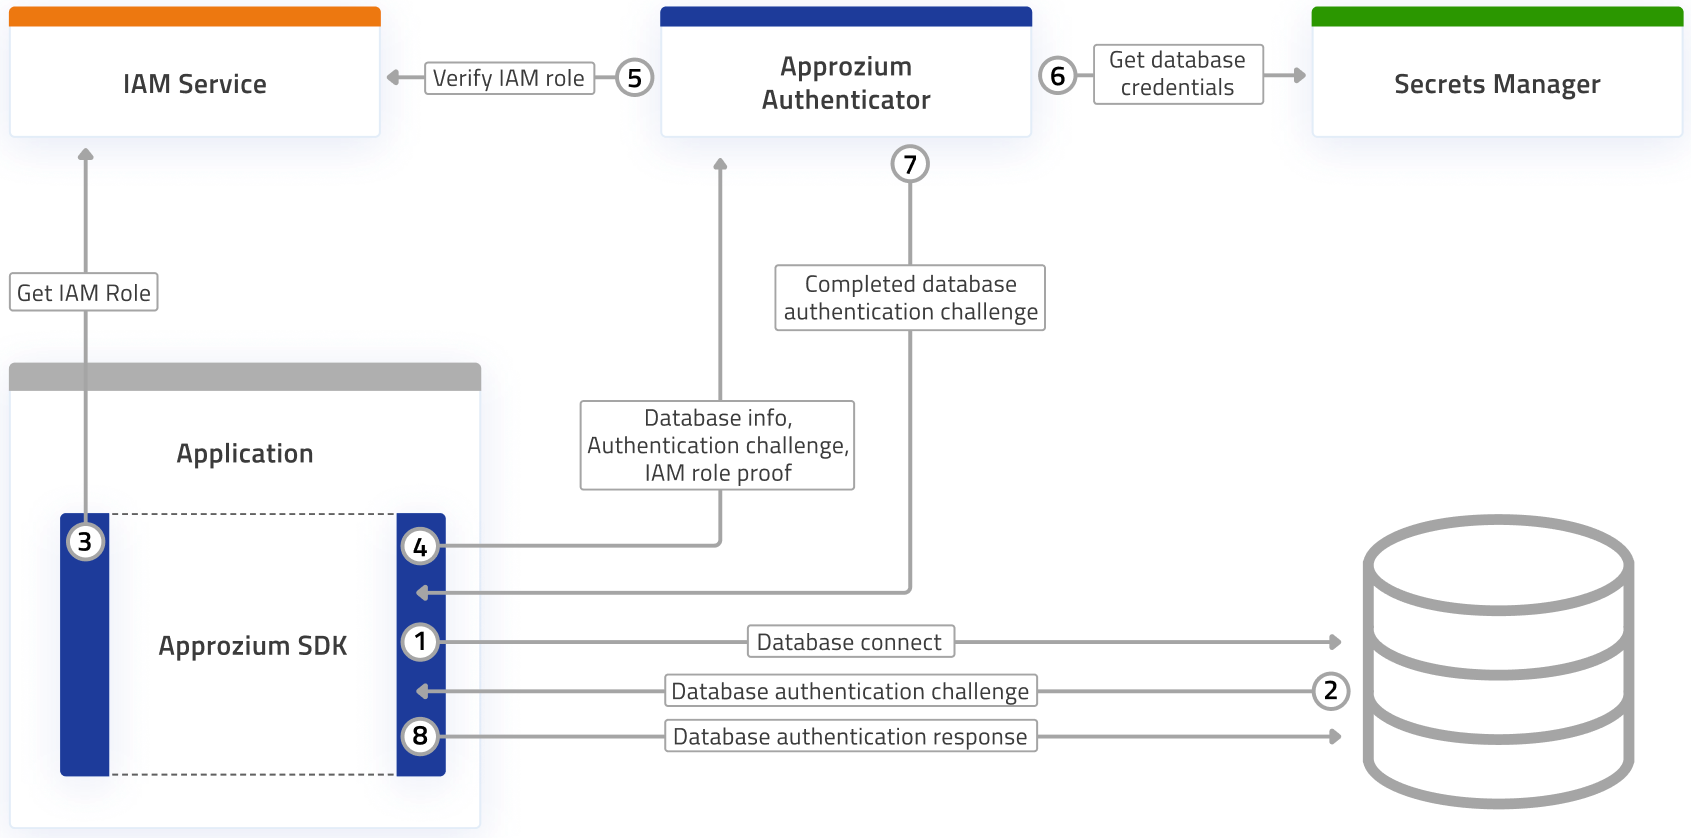 IAM Service
Verify IAM role
5
Approzium
Authenticator
6
Get database
credentials
Secrets Manager
7
Get IAM Role
Completed database
authentication challenge
Database info,
Authentication challenge,
IAM role proof
Application
3
4
Approzium SDK
1
Database connect
Database authentication challenge
2
8
Database authentication response